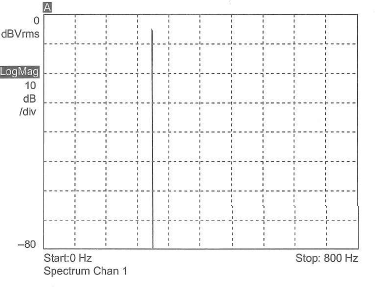 A
0
dBVrms
LogMag
10
dB
/div
–80
Start:0 Hz
Stop: 800 Hz
Spectrum Chan 1